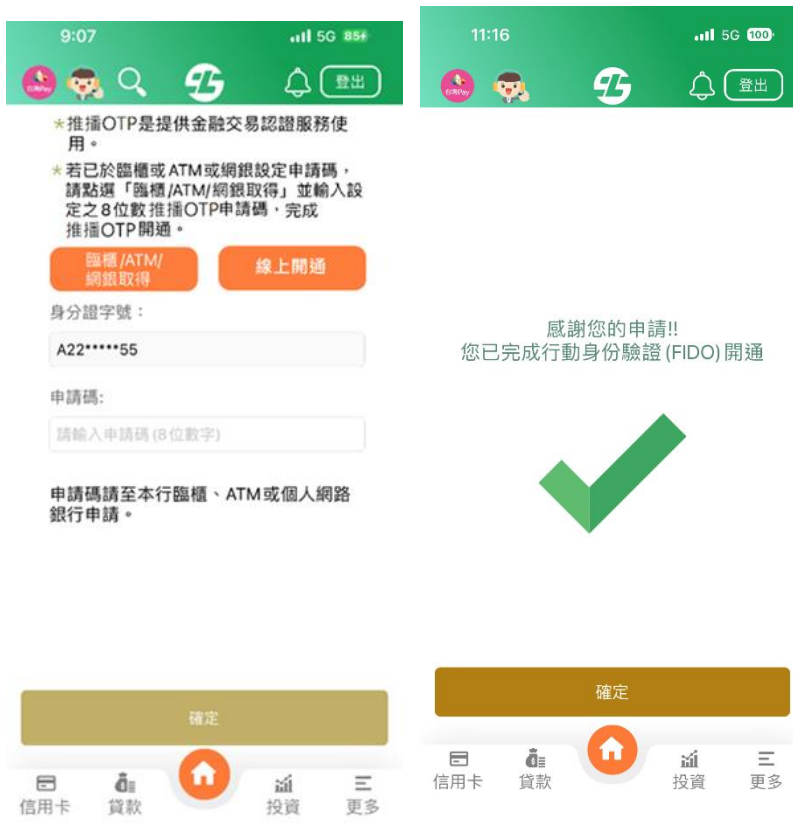 9:07
5G 85+
台灣Pay
登出
*推播OTP是提供金融交易認證服務使
用。
*若已於臨櫃或ATM或網銀設定申請碼，
請點選「臨櫃/ATM/網銀取得」並輸入設
定之8位數推播OTP申請碼，完成
推播OTP開通。
臨櫃/ATM/
網銀取得
線上開通
身分證字號：
A22*****55
申請碼:
請輸入申請碼(8位數字)
申請碼請至本行臨櫃、ATM或個人網路
銀行申請。
確定
信用卡
貸款
投資
更多
11:16
5G 100
台灣Pay
登出
感謝您的申請!!
您已完成行動身份驗證(FIDO)開通
確定
信用卡
貸款
投資
更多